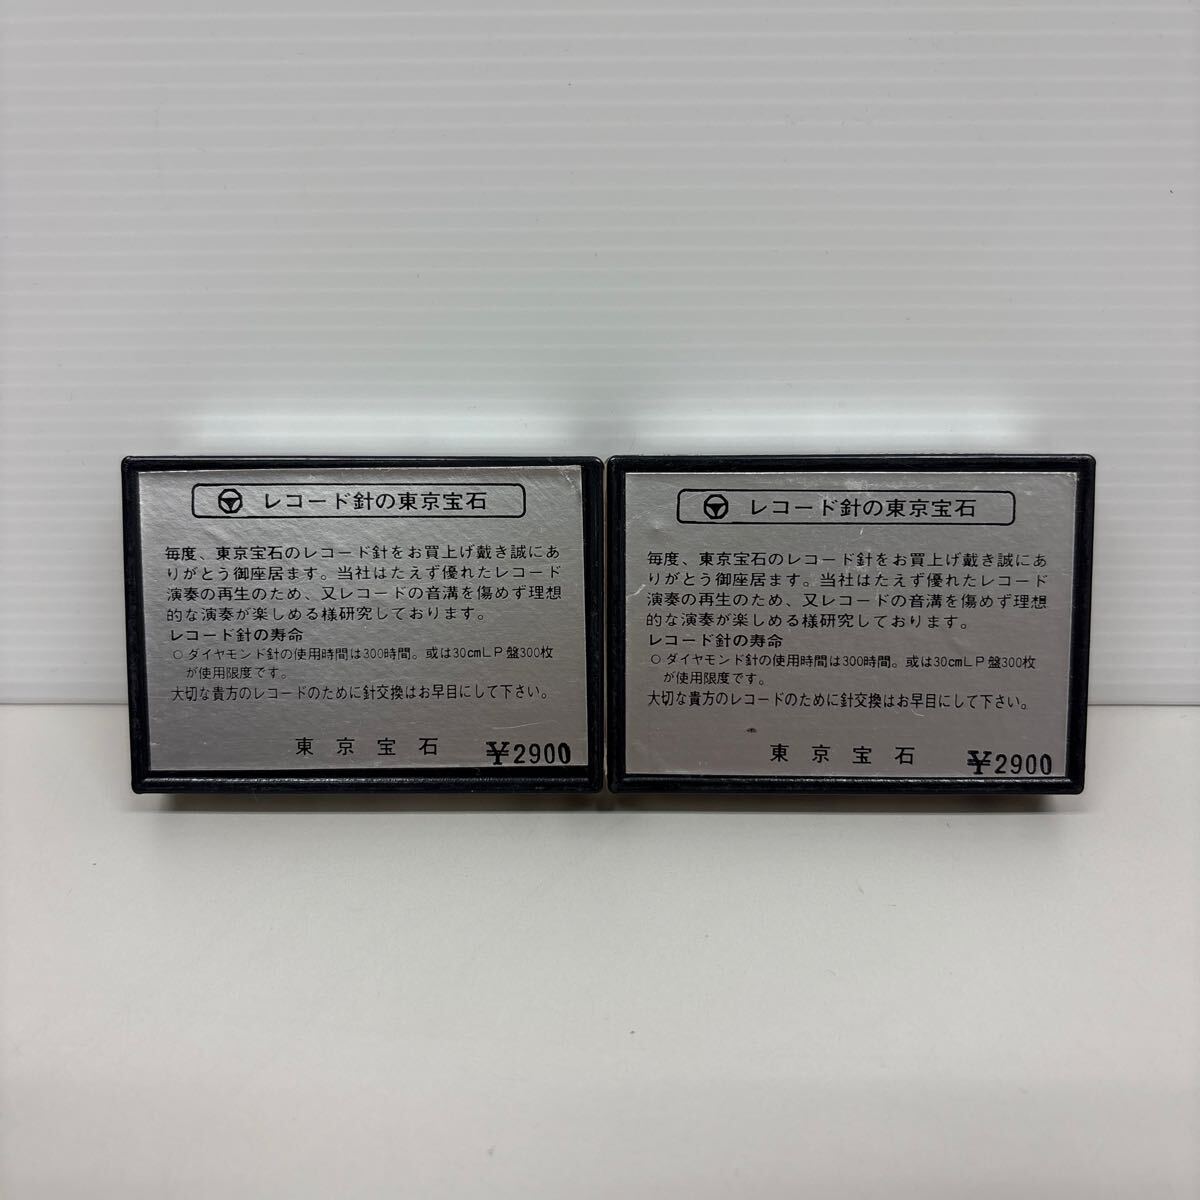 レコード針の東京宝石
毎度、東京宝石のレコード針をお買上げ戴き誠にあ
りがとう御座居ます。当社はたえず優れたレコード
演奏の再生のため、又レコードの音溝を傷めず理想
的な演奏が楽しめる様研究しております。
レコード針の寿命
○ダイヤモンド針の使用時間は300時間。或は30cmLP盤300枚
が使用限度です。
大切な貴方のレコードのために針交換はお早目にして下さい。
東京宝石 ¥2900
レコード針の東京宝石
毎度、東京宝石のレコード針をお買上げ戴き誠にあ
りがとう御座居ます。当社はたえず優れたレコード
演奏の再生のため、又レコードの音溝を傷めず理想
的な演奏が楽しめる様研究しております。
レコード針の寿命
○ダイヤモンド針の使用時間は300時間。或は30cmLP盤300枚
が使用限度です。
大切な貴方のレコードのために針交換はお早目にして下さい。
東京宝石 ¥2900